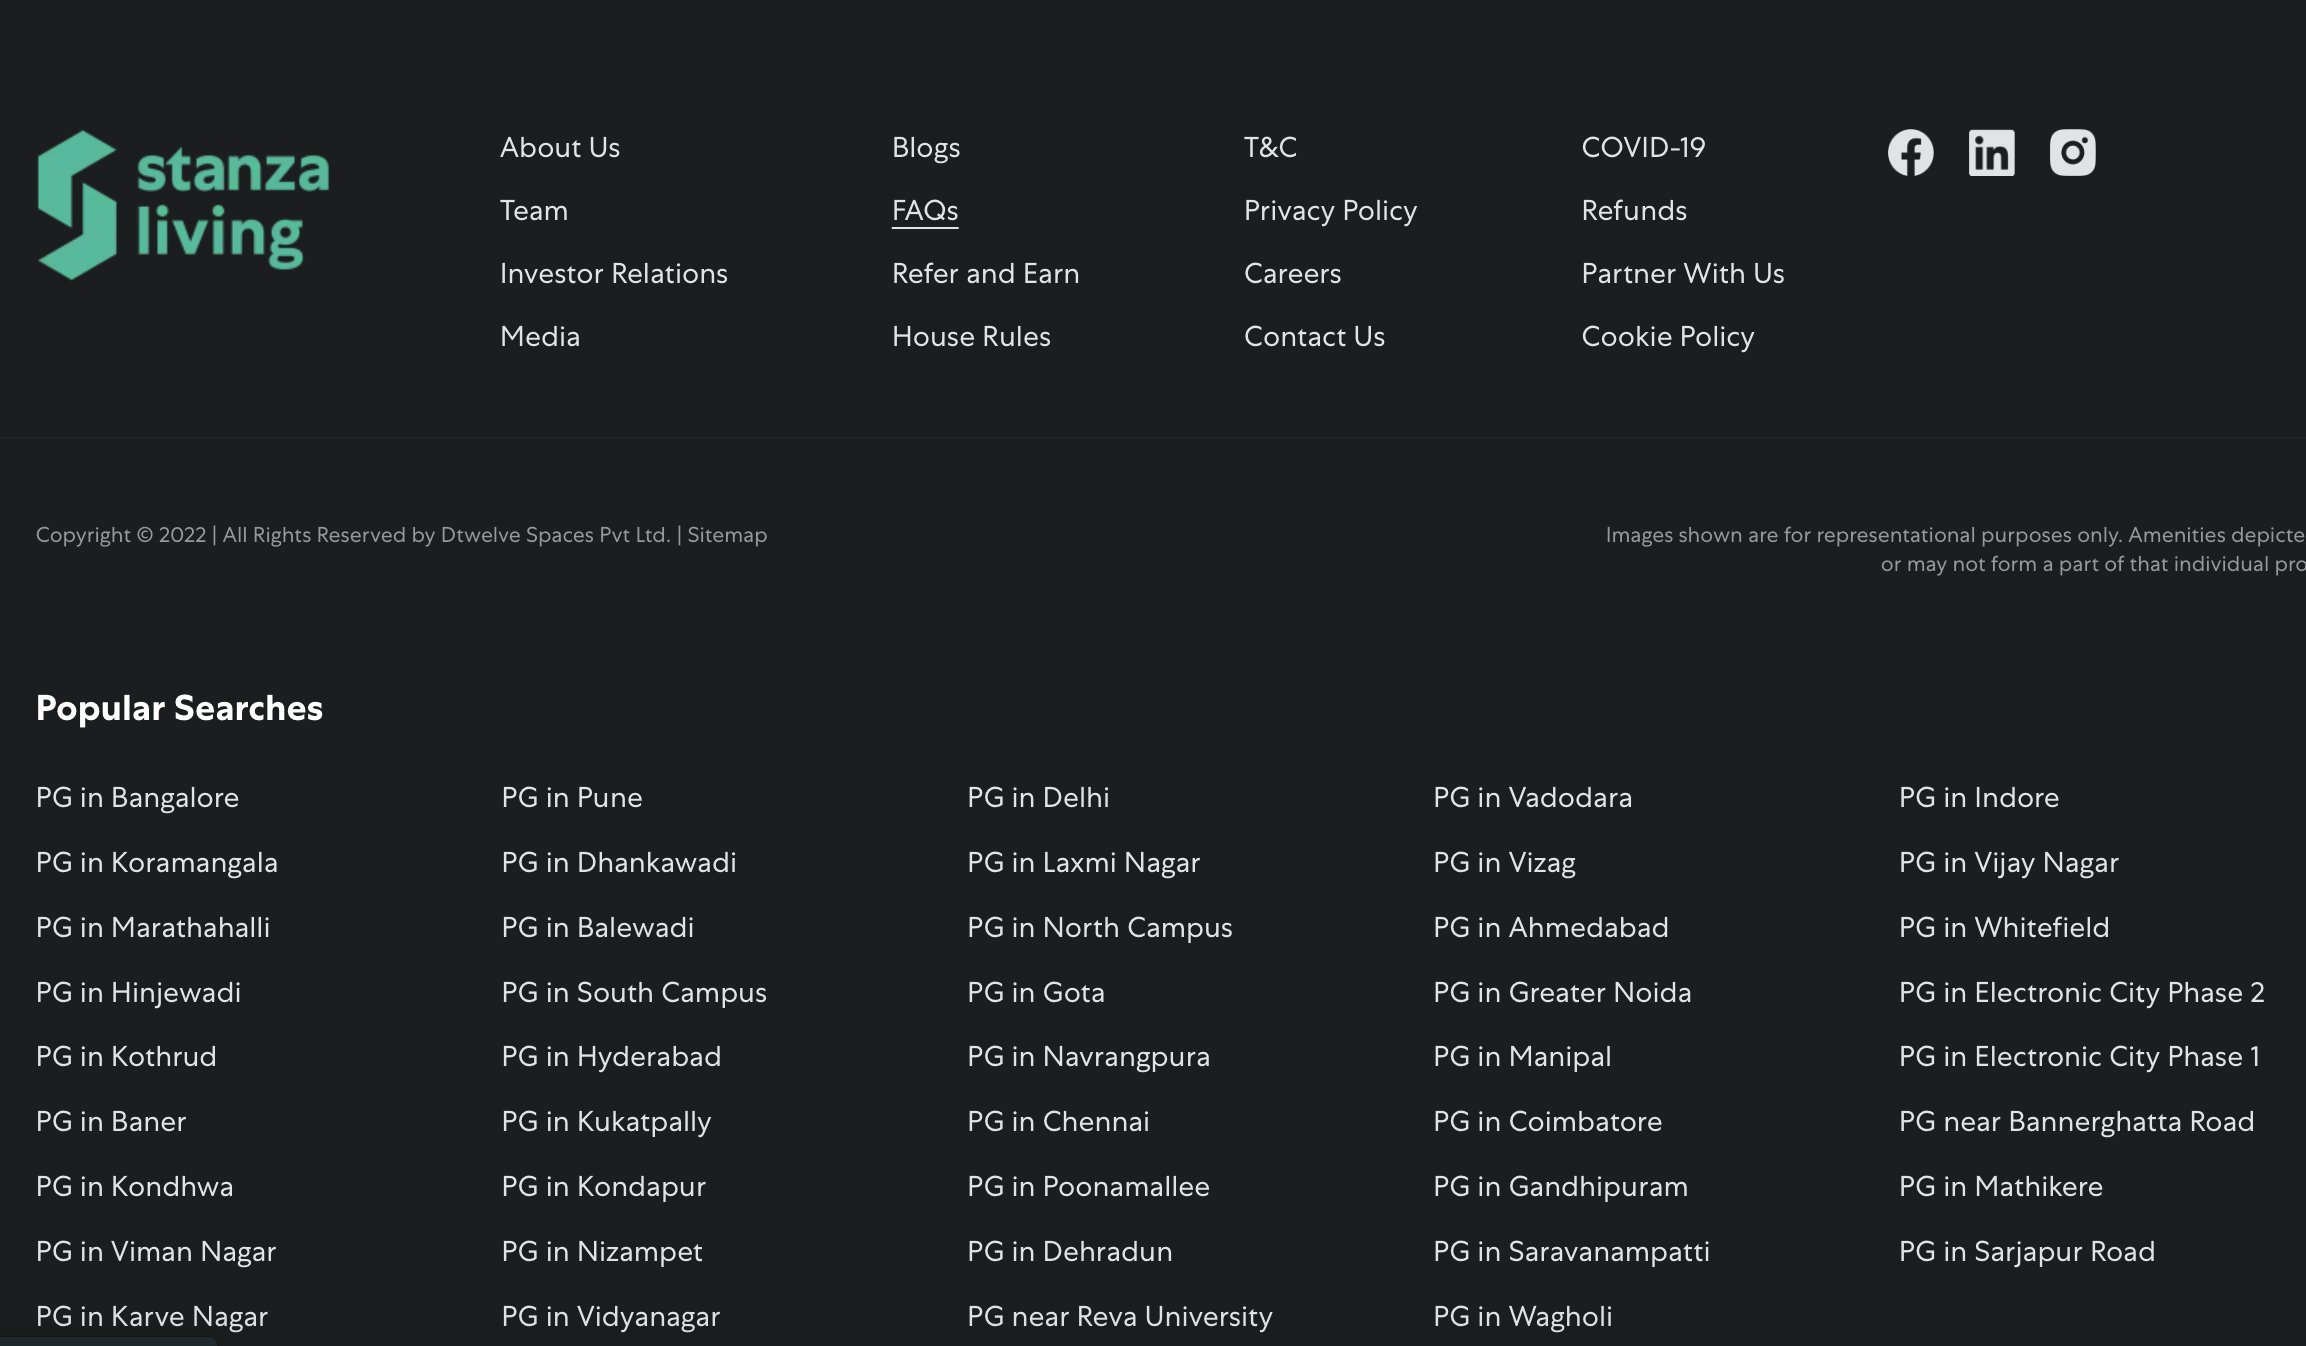 stanza
living
About Us
Team
Investor Relations
Media
Blogs
FAQs
Refer and Earn
House Rules
T&C
Privacy Policy
Careers
Contact Us
COVID-19
Refunds
Partner With Us
Cookie Policy
Copyright © 2022 | All Rights Reserved by Dtwelve Spaces Pvt Ltd. | Sitemap
Images shown are for representational purposes only. Amenities depicte
or may not form a part of that individual pro
Popular Searches
PG in Bangalore
PG in Koramangala
PG in Marathahalli
PG in Hinjewadi
PG in Kothrud
PG in Baner
PG in Kondhwa
PG in Viman Nagar
PG in Karve Nagar
PG in Pune
PG in Dhankawadi
PG in Balewadi
PG in South Campus
PG in Hyderabad
PG in Kukatpally
PG in Kondapur
PG in Nizampet
PG in Vidyanagar
PG in Delhi
PG in Laxmi Nagar
PG in North Campus
PG in Gota
PG in Navrangpura
PG in Chennai
PG in Poonamallee
PG in Dehradun
PG near Reva University
PG in Vadodara
PG in Vizag
PG in Ahmedabad
PG in Greater Noida
PG in Manipal
PG in Coimbatore
PG in Gandhipuram
PG in Saravanampatti
PG in Wagholi
PG in Indore
PG in Vijay Nagar
PG in Whitefield
PG in Electronic City Phase 2
PG in Electronic City Phase 1
PG near Bannerghatta Road
PG in Mathikere
PG in Sarjapur Road